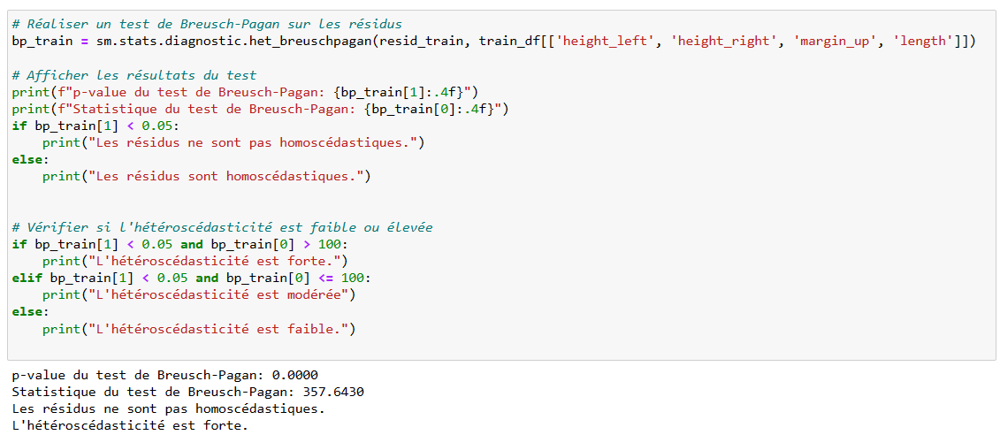 # Réaliser un test de Breusch-Pagan sur les résidus
bp_train = sm.stats.diagnostic.het_breuschpagan(resid_train, train_df[['height_left', 'height_right', 'margin_up', 'length']])
# Afficher les résultats du test
print(f"p-value du test de Breusch-Pagan: {bp_train[1]:.4f}")
print(f"Statistique du test de Breusch-Pagan: {bp_train[0]:.4f}")
if bp_train[1] < 0.05:
    print("Les résidus ne sont pas homoscédastiques.")
else:
    print("Les résidus sont homoscédastiques.")
# Vérifier si l'hétéroscédasticité est faible ou élevée
if bp_train[1] < 0.05 and bp_train[0] > 100:
    print("L'hétéroscédasticité est forte.")
elif bp_train[1] < 0.05 and bp_train[0] <= 100:
    print("L'hétéroscédasticité est modérée")
else:
    print("L'hétéroscédasticité est faible.")
p-value du test de Breusch-Pagan: 0.0000
Statistique du test de Breusch-Pagan: 357.6430
Les résidus ne sont pas homoscédastiques.
L'hétéroscédasticité est forte.